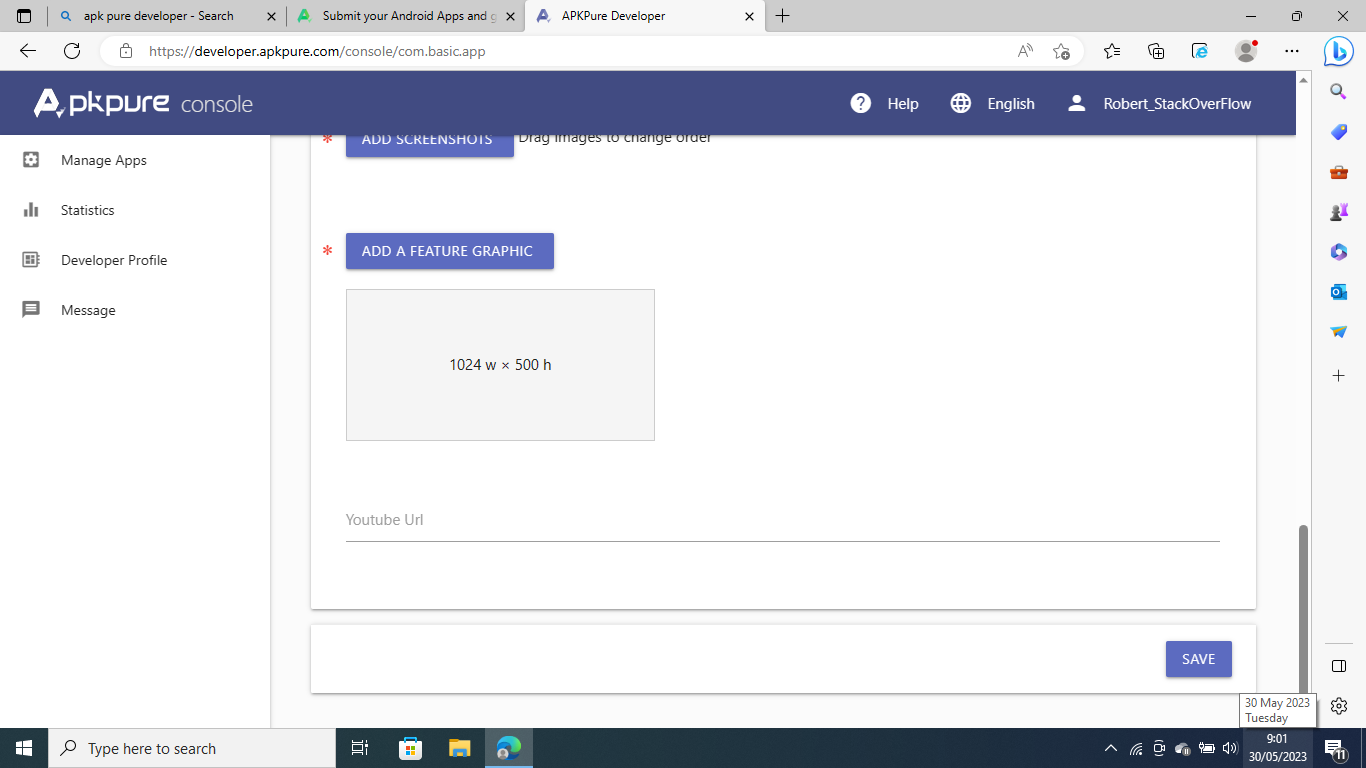 apk pure developer - Search
Submit your Android Apps and g
APKPure Developer
https://developer.apkpure.com/console/com.basic.app
Apkpure console
Help
English
Robert_StackOverFlow
Manage Apps
Statistics
Developer Profile
Message
* ADD SCREENSHOTS Drag images to change order
* ADD A FEATURE GRAPHIC
1024 w × 500 h
Youtube Url
SAVE
30 May 2023
Tuesday
Type here to search
9:01
30/05/2023
11